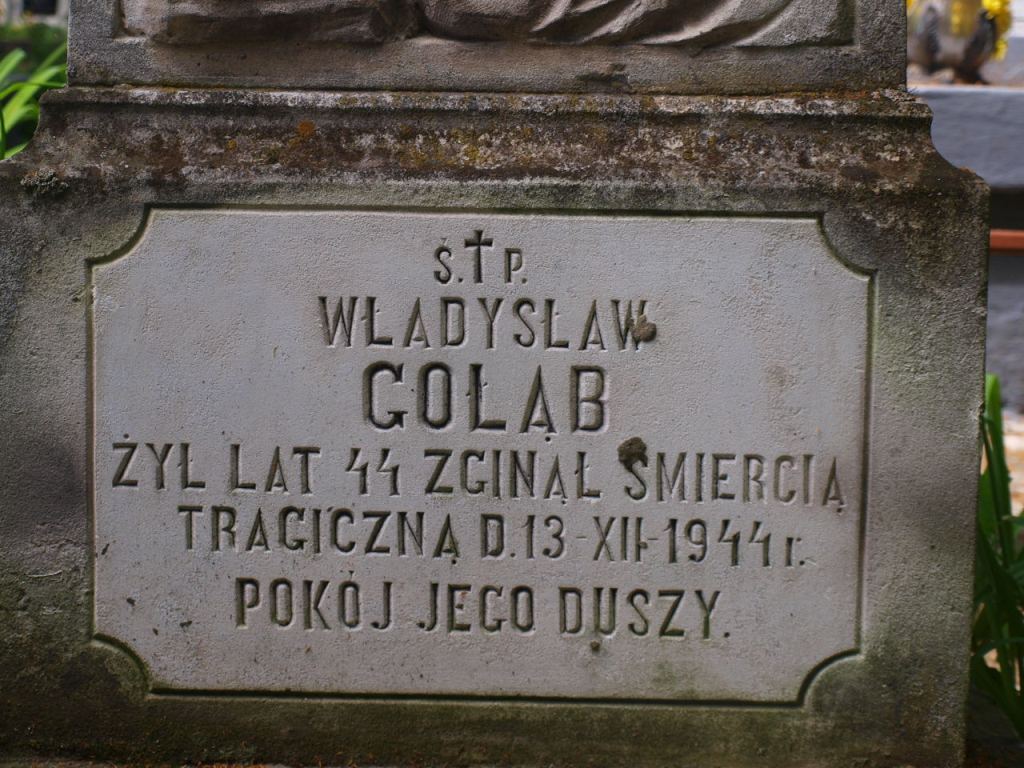 Ś.†P.
WŁADYSŁAW
GOŁĄB
ŻYŁ LAT 44 ZGINĄŁ ŚMIERCIĄ
TRAGICZNĄ D.13-XII-1944 r.
POKÓJ JEGO DUSZY.